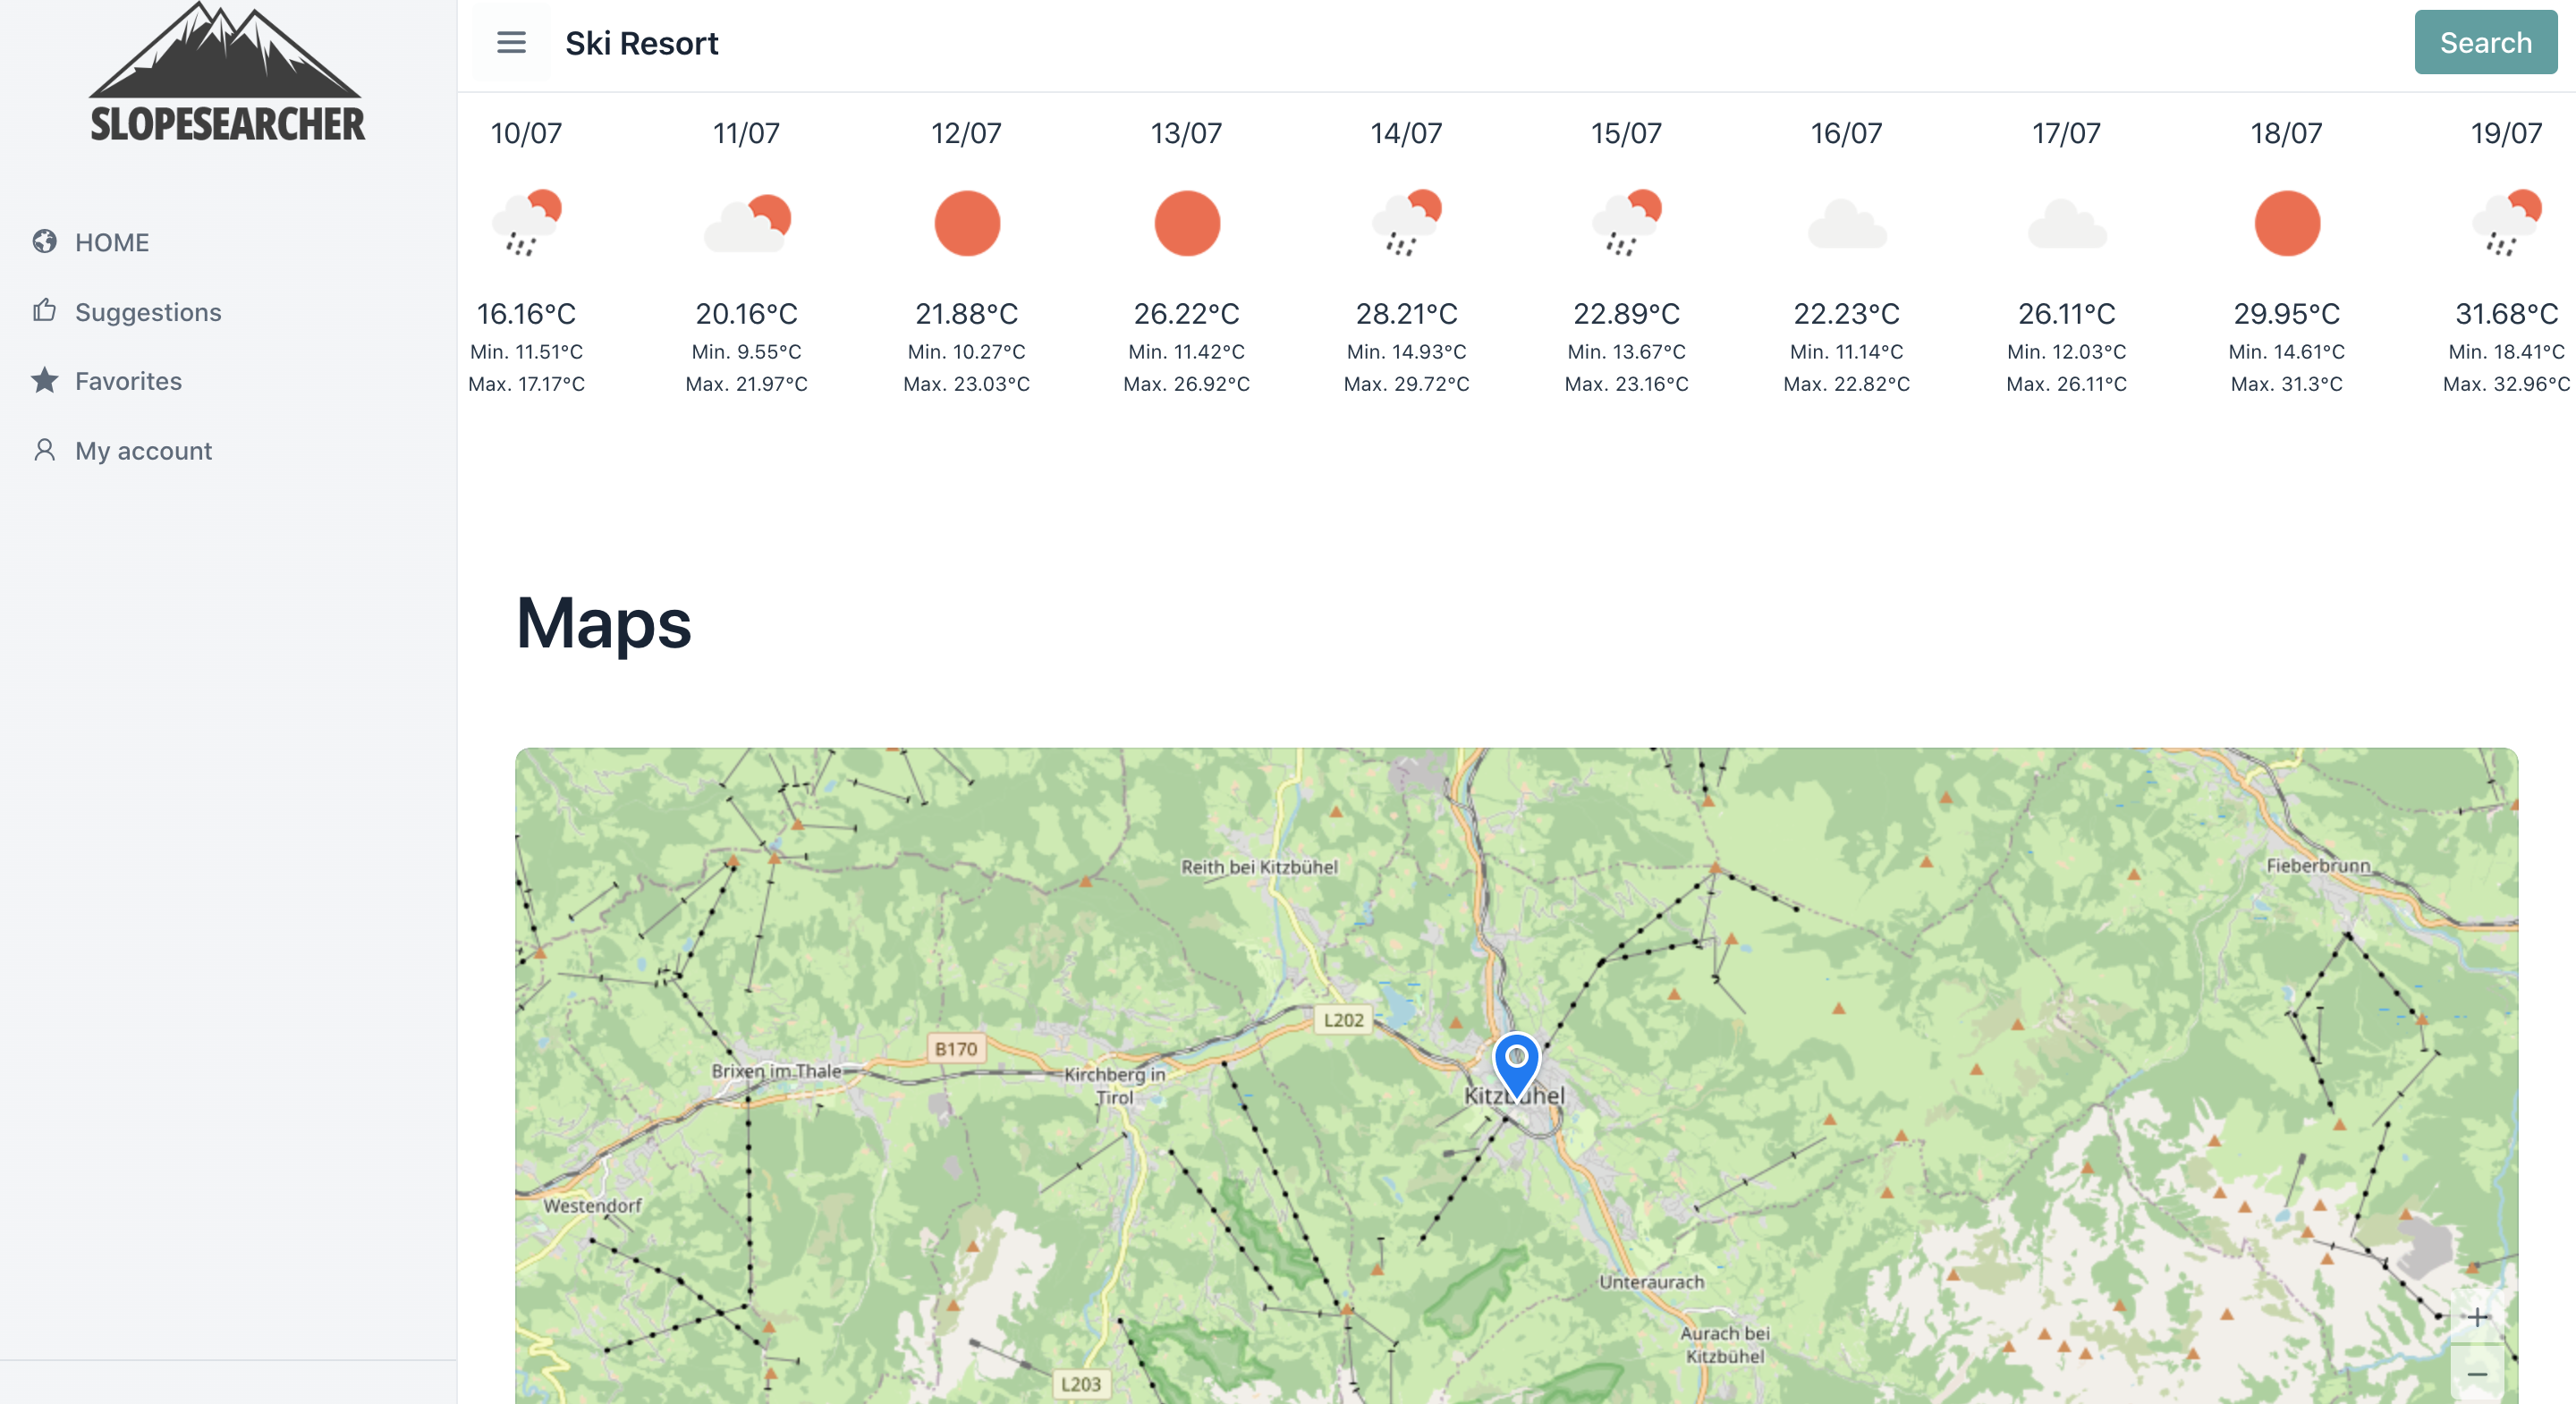 SLOPESEARCHER
HOME
Suggestions
Favorites
My account
Ski Resort
Search
10/07 11/07 12/07 13/07 14/07 15/07 16/07 17/07 18/07 19/07
16.16°C 20.16°C 21.88°C 26.22°C 28.21°C 22.89°C 22.23°C 26.11°C 29.95°C 31.68°C
Min. 11.51°C Min. 9.55°C Min. 10.27°C Min. 11.42°C Min. 14.93°C Min. 13.67°C Min. 11.14°C Min. 12.03°C Min. 14.61°C Min. 18.41°C
Max. 17.17°C Max. 21.97°C Max. 23.03°C Max. 26.92°C Max. 29.72°C Max. 23.16°C Max. 22.82°C Max. 26.11°C Max. 31.3°C Max. 32.96°C
Maps
Reith bei Kitzbühel
Fieberbrunn
L202
B170
Brixen im Thale
Kirchberg in
Tirol
Kitzbühel
Westendorf
Unteraurach
Aurach bei
Kitzbühel
L203
+
−